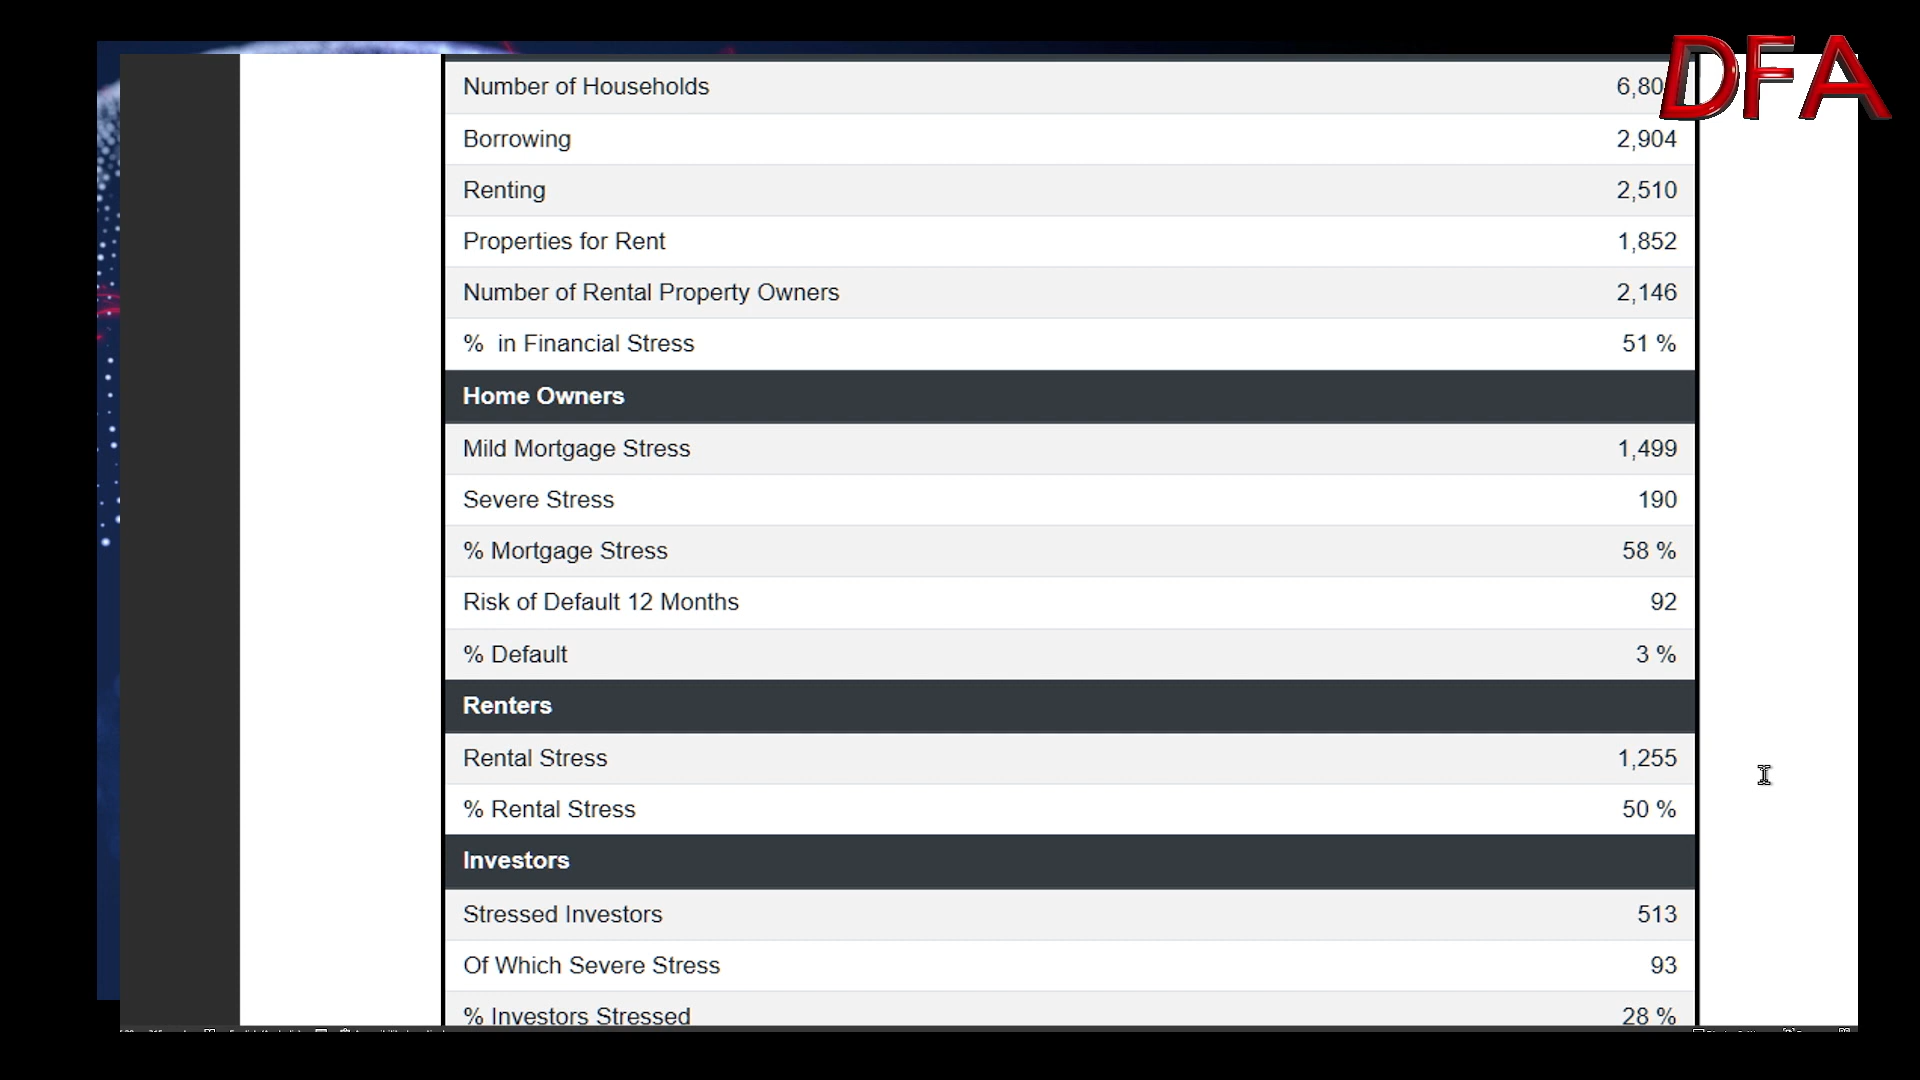 DFA
Number of Households 6,80
Borrowing 2,904
Renting 2,510
Properties for Rent 1,852
Number of Rental Property Owners 2,146
% in Financial Stress 51 %
Home Owners
Mild Mortgage Stress 1,499
Severe Stress 190
% Mortgage Stress 58 %
Risk of Default 12 Months 92
% Default 3 %
Renters
Rental Stress 1,255
% Rental Stress 50 %
Investors
Stressed Investors 513
Of Which Severe Stress 93
% Investors Stressed 28 %